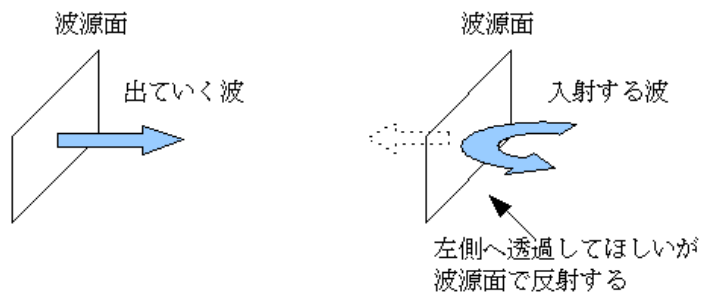 波源面
出ていく波
波源面
入射する波
左側へ透過してほしいが
波源面で反射する